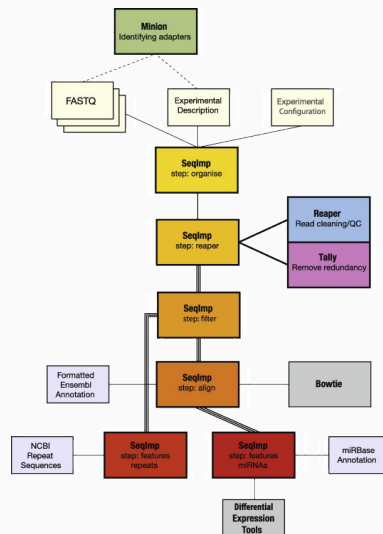 Minion
Identifying adapters
FASTQ
Experimental
Description
Experimental
Configuration
SeqImp
step: organise
SeqImp
step: reaper
Reaper
Read cleaning/QC
Tally
Remove redundancy
SeqImp
step: filter
Formatted
Ensembl
Annotation
SeqImp
step: align
Bowtie
NCBI
Repeat
Sequences
SeqImp
step: features
repeats
SeqImp
step: features
miRNAs
miRBase
Annotation
Differential
Expression
Tools